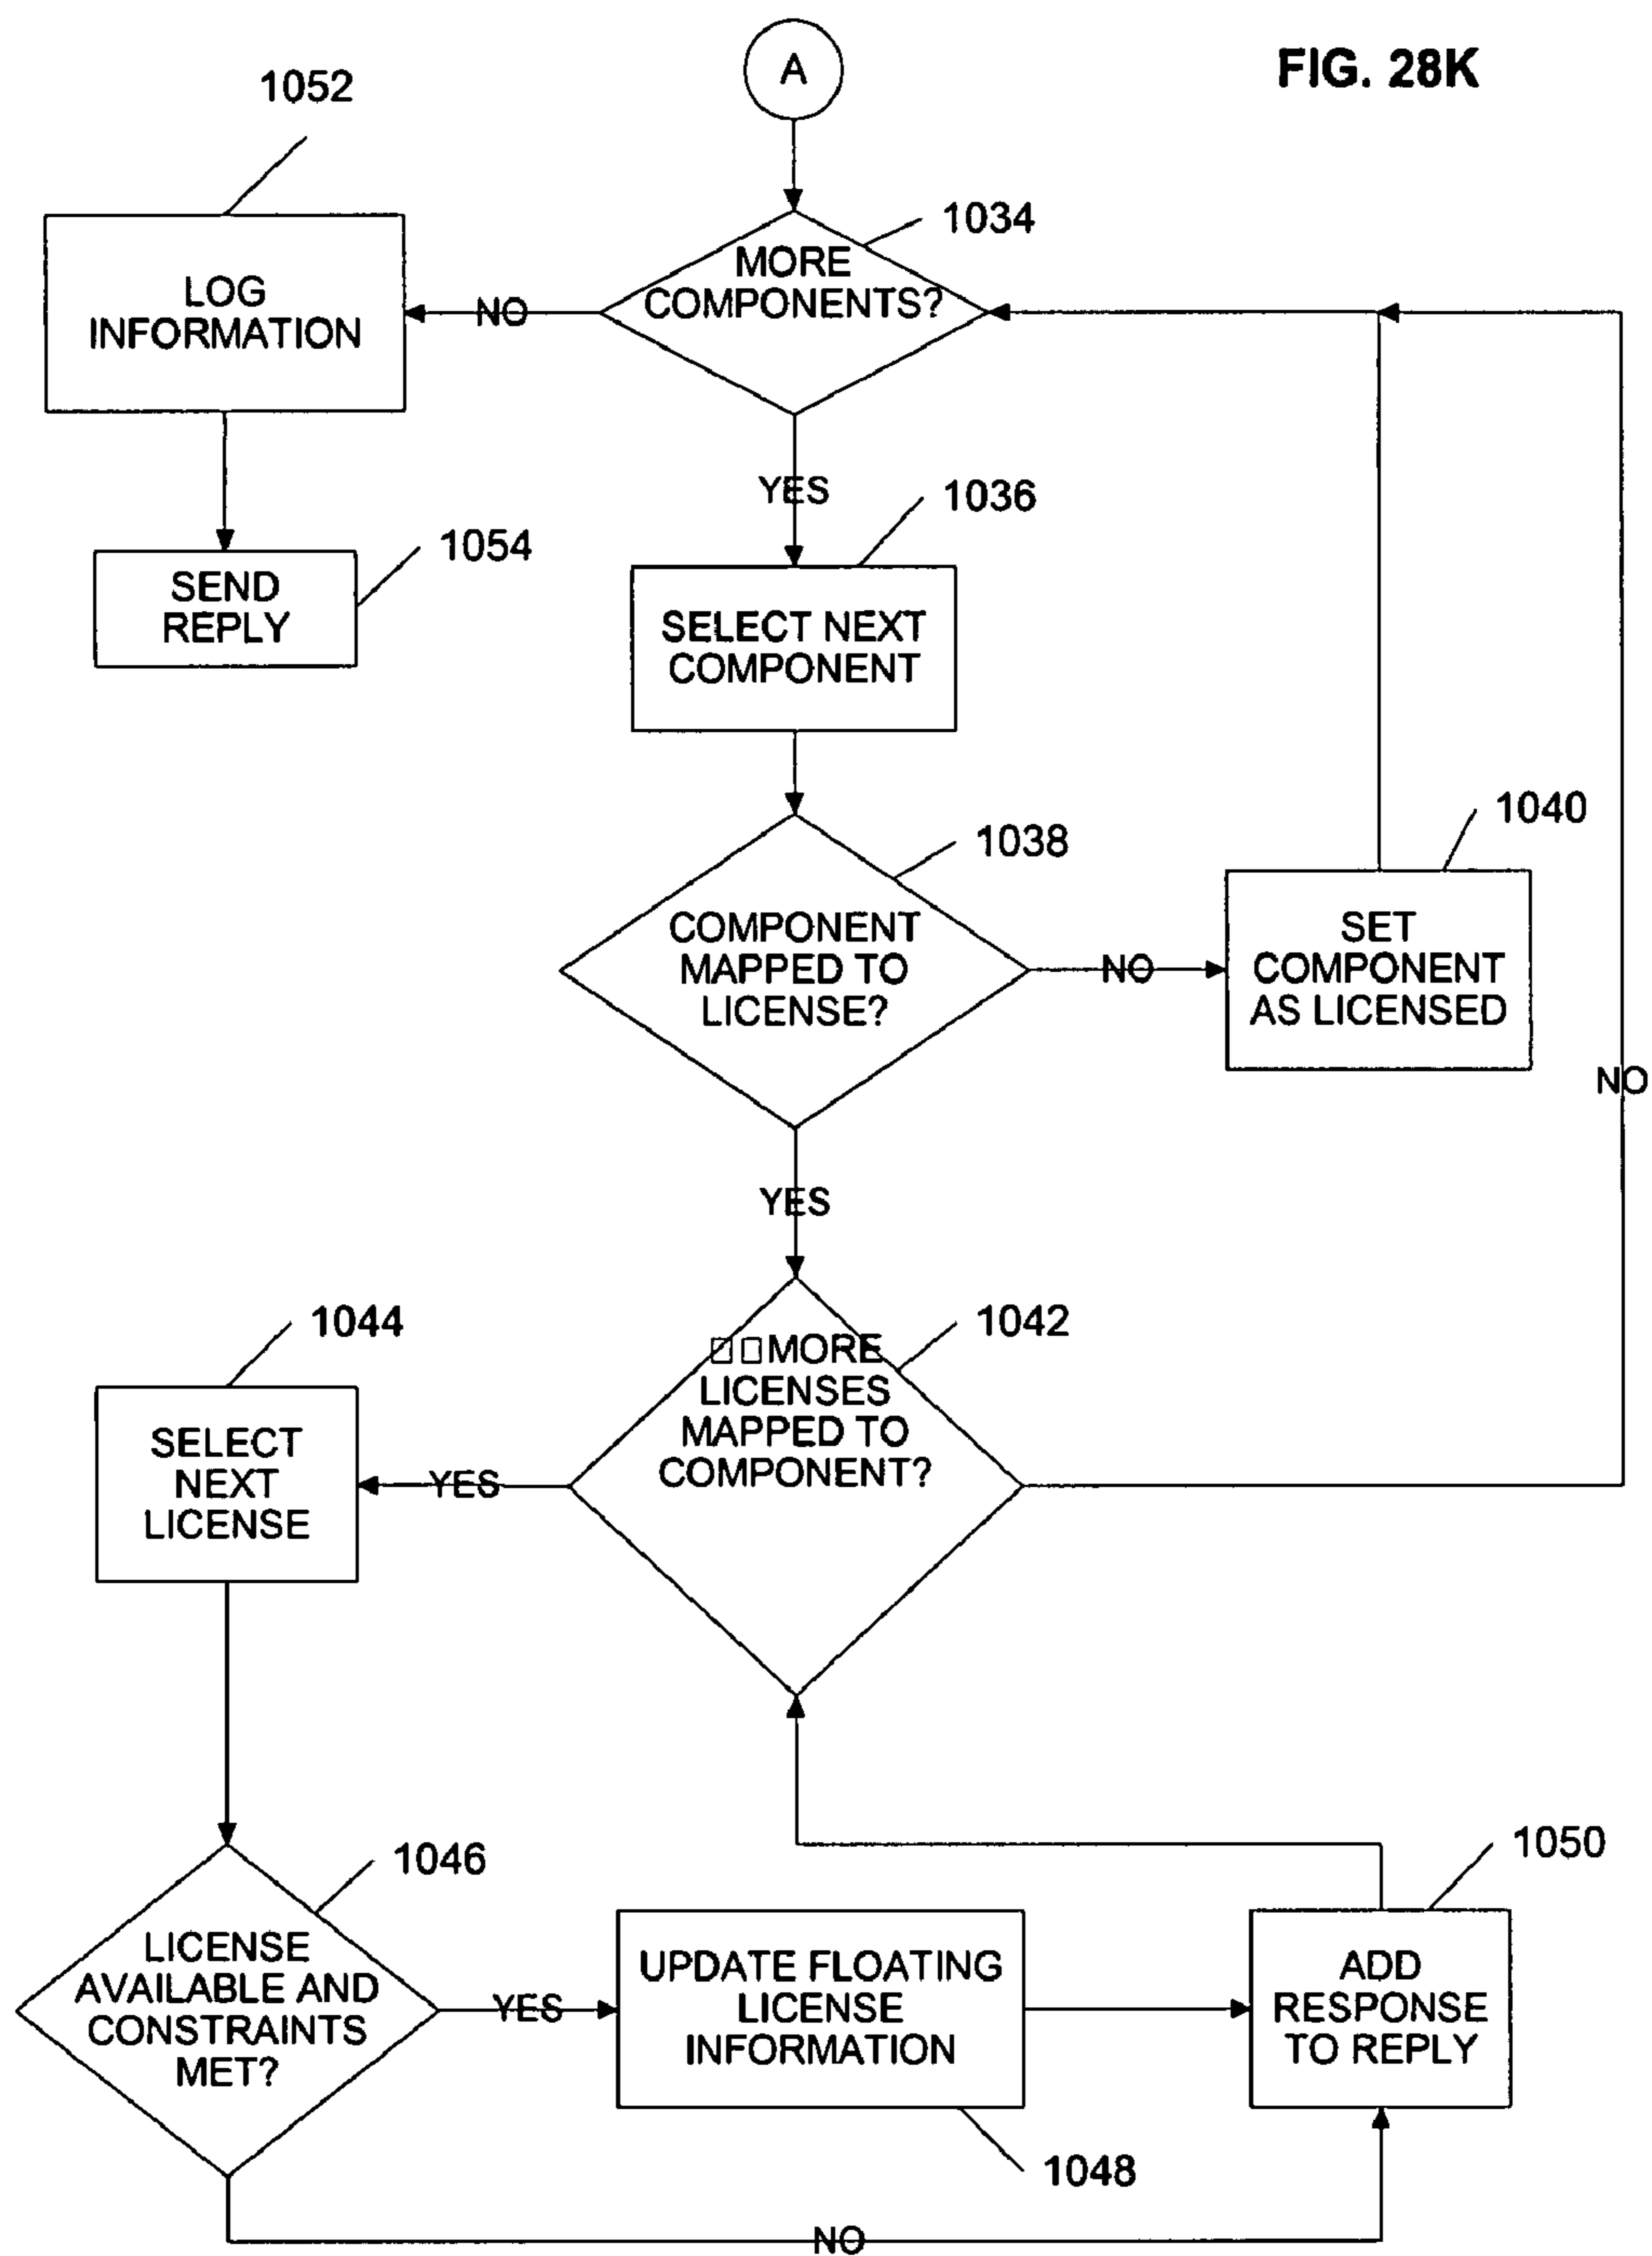 A
FIG. 28K
1052
1034
MORE
COMPONENTS?
LOG
INFORMATION
NO
YES
1036
1054
SEND
REPLY
SELECT NEXT
COMPONENT
1040
1038
COMPONENT
MAPPED TO
LICENSE?
NO
SET
COMPONENT
AS LICENSED
NO
YES
1044
1042
MORE
LICENSES
MAPPED TO
COMPONENT?
SELECT
NEXT
LICENSE
YES
1046
1050
LICENSE
AVAILABLE AND
CONSTRAINTS
MET?
YES
UPDATE FLOATING
LICENSE
INFORMATION
ADD
RESPONSE
TO REPLY
1048
NO